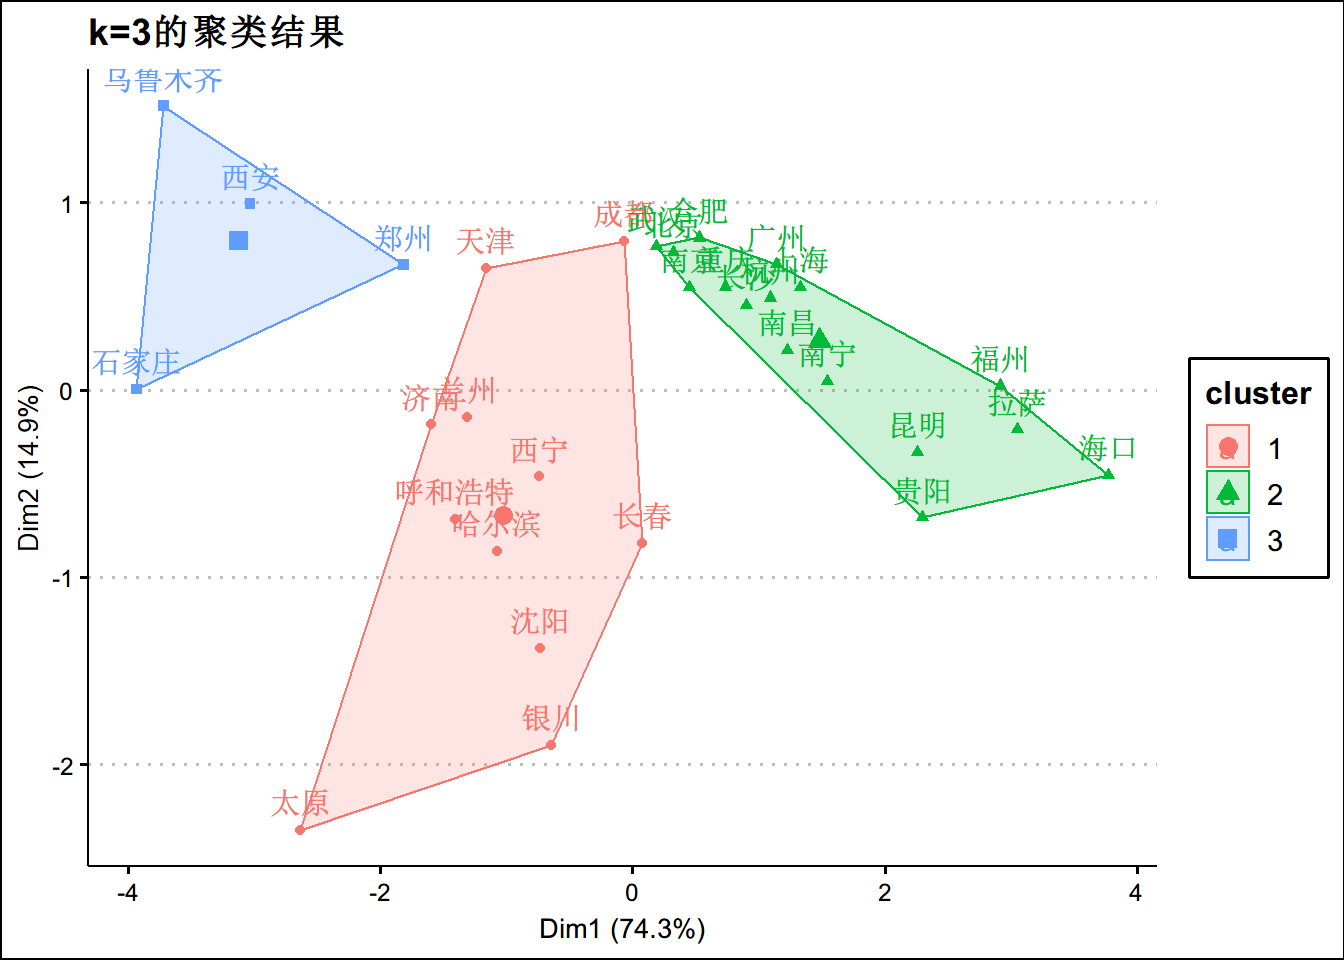 k=3的聚类结果
乌鲁木齐
西安
郑州
石家庄
天津
成都
武汉
北京
合肥
广州
南京
重庆
长沙
杭州
上海
南昌
南宁
福州
拉萨
昆明
海口
贵阳
济南
兰州
西宁
呼和浩特
哈尔滨
长春
沈阳
银川
太原
1
0
-1
-2
Dim2 (14.9%)
-4
-2
0
2
4
Dim1 (74.3%)
cluster
a 1
a 2
a 3